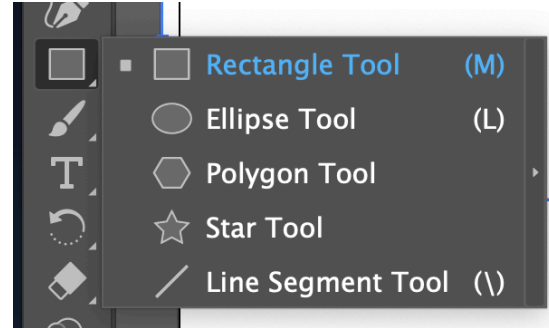 Rectangle Tool (M)
Ellipse Tool (L)
Polygon Tool
Star Tool
Line Segment Tool (\)